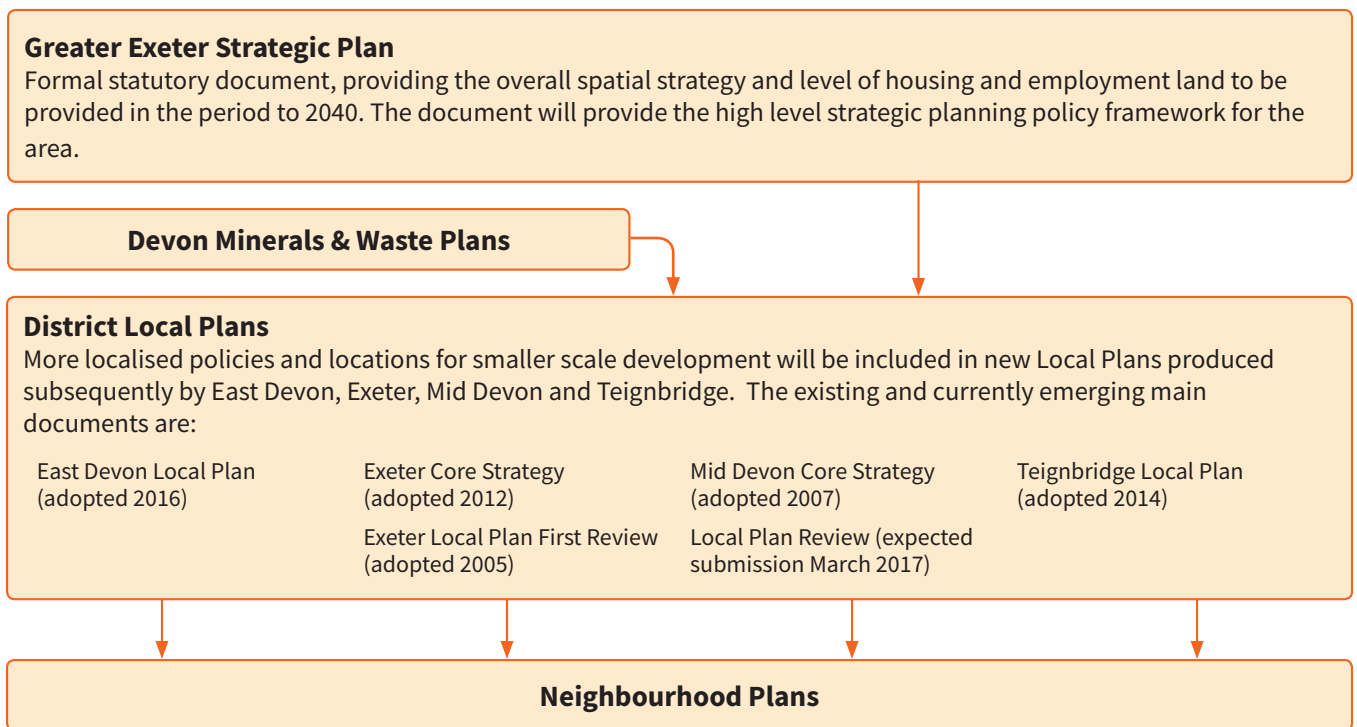 Greater Exeter Strategic Plan
Formal statutory document, providing the overall spatial strategy and level of housing and employment land to be
provided in the period to 2040. The document will provide the high level strategic planning policy framework for the
area.
Devon Minerals & Waste Plans
District Local Plans
More localised policies and locations for smaller scale development will be included in new Local Plans produced
subsequently by East Devon, Exeter, Mid Devon and Teignbridge. The existing and currently emerging main
documents are:
East Devon Local Plan
(adopted 2016)
Exeter Core Strategy
(adopted 2012)
Exeter Local Plan First Review
(adopted 2005)
Mid Devon Core Strategy
(adopted 2007)
Local Plan Review (expected
submission March 2017)
Teignbridge Local Plan
(adopted 2014)
Neighbourhood Plans